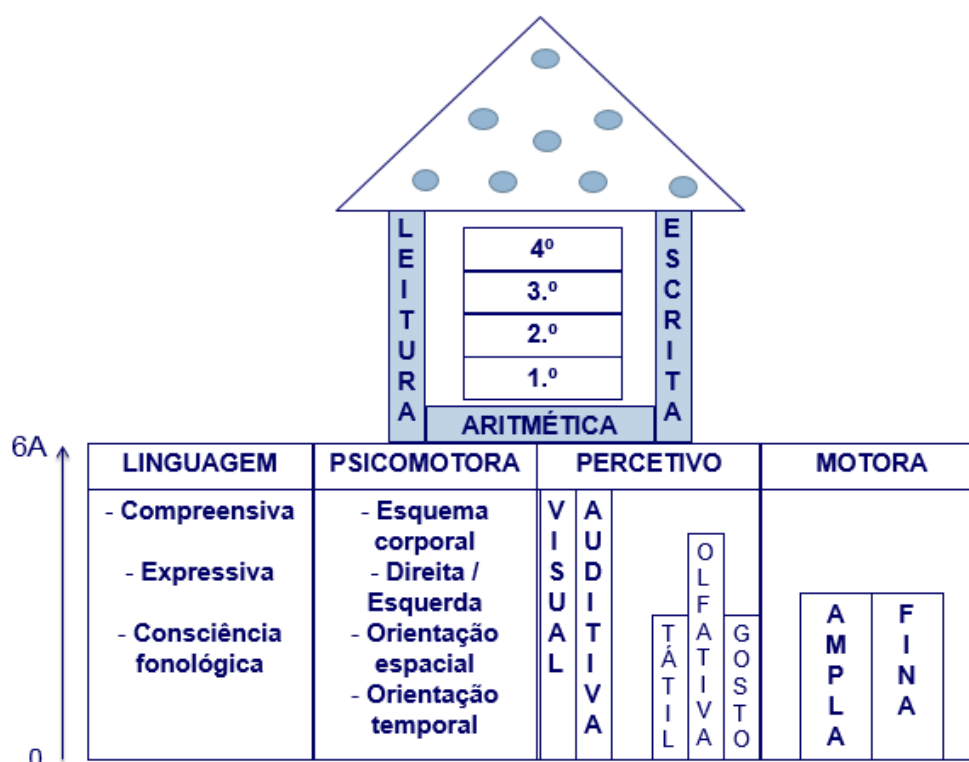 LEITURA
ESCRITA
4º
3.º
2.º
1.º
ARITMÉTICA
6A
LINGUAGEM
PSICOMOTORA
PERCETIVO
MOTORA
- Compreensiva
- Expressiva
- Consciência
fonológica
- Esquema
corporal
- Direita /
Esquerda
- Orientação
espacial
- Orientação
temporal
VISUAL
AUDITIVA
TÁTIL
OLFATIVA
GOSTO
AMPLA
FINA
0